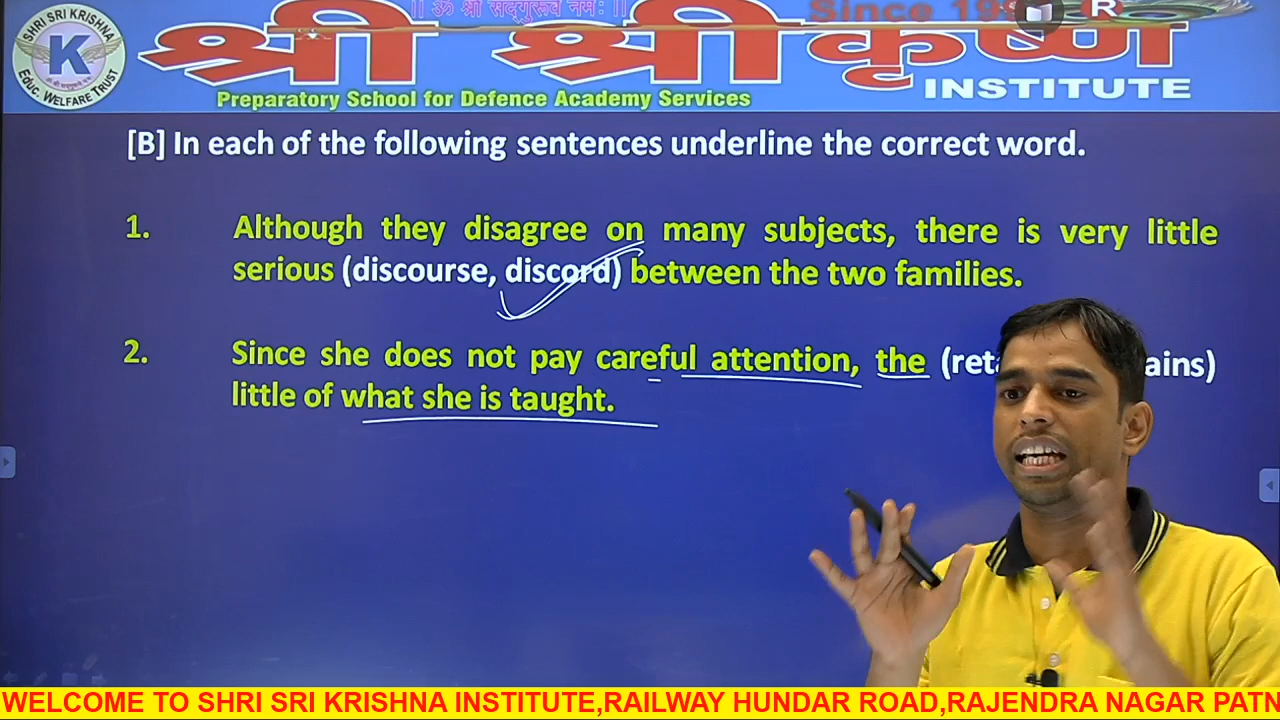 || ॐ श्री सद्गुरूवे नमः ||
Since 199
R
SHRI SRI KRISHNA
K
EDUC. WELFARE TRUST
श्री श्री कृष्ण
INSTITUTE
Preparatory School for Defence Academy Services
[B] In each of the following sentences underline the correct word.
1. Although they disagree on many subjects, there is very little
serious (discourse, discord) between the two families.
2. Since she does not pay careful attention, the
little of what she is taught.
WELCOME TO SHRI SRI KRISHNA INSTITUTE,RAILWAY HUNDAR ROAD,RAJENDRA NAGAR PATN